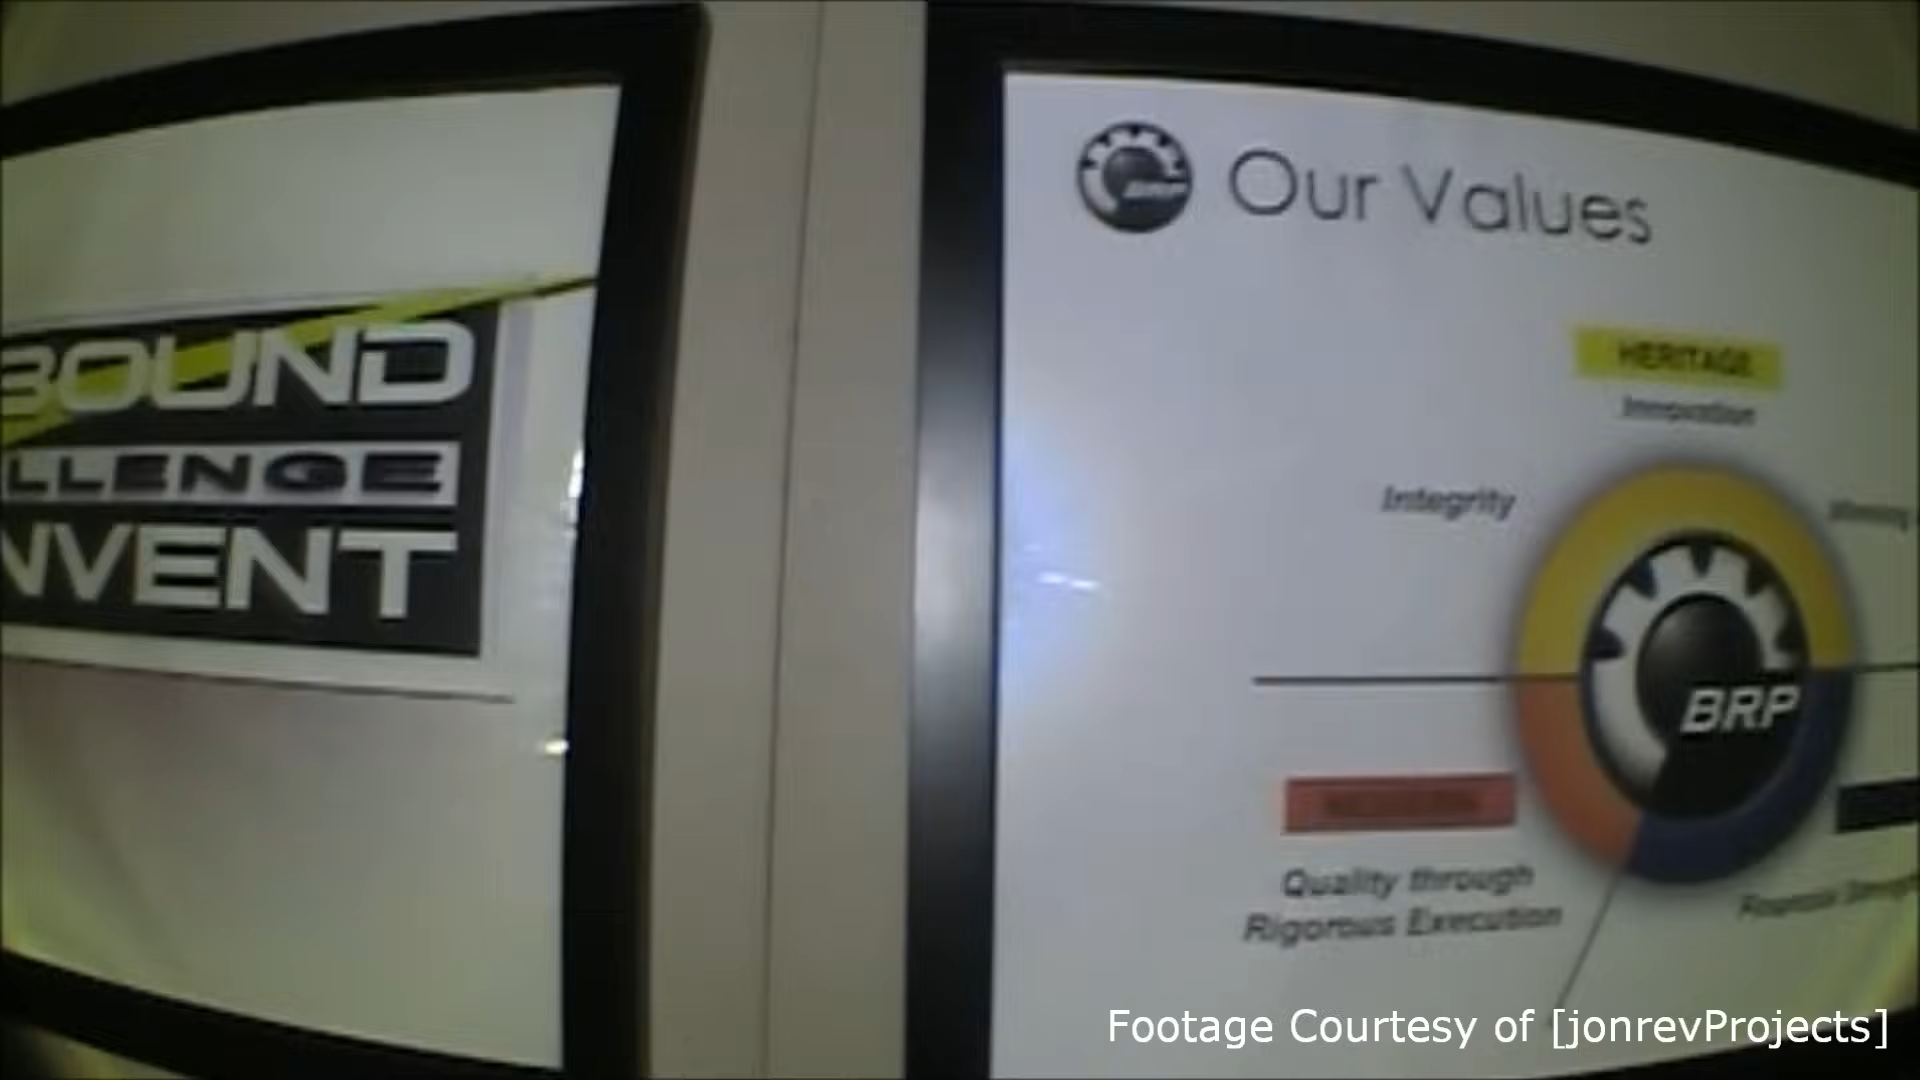 BOUND
LLENGE
NVENT
Our Values
HERITAGE
Innovation
Integrity
BRP
Quality through
Rigorous Execution
Footage Courtesy of [jonrevProjects]